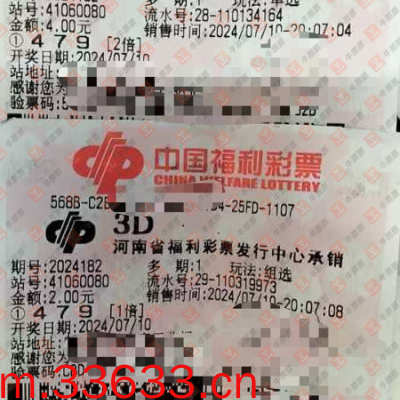 多期:1 玩法:单选
站号:41060080 流水号:28-110134164
金额:4.00元 销售时间:2024/07/10-20:07:04
① 479 [2倍]
开奖日期:2024/07/10
站地址:
感谢您为
验票码:
中国福利彩票
CHINA WELFARE LOTTERY
568B-C2 4-25FD-1107
3D
河南省福利彩票发行中心承销
期号:2024182 多期:1 玩法:组选
站号:41060080 流水号:29-110319973
金额:2.00元 销售时间:2024/07/10-20:07:08
① 479 [1倍]
开奖日期:2024/07/10
站地址:
感谢您为
验票码:
m.33633.cn